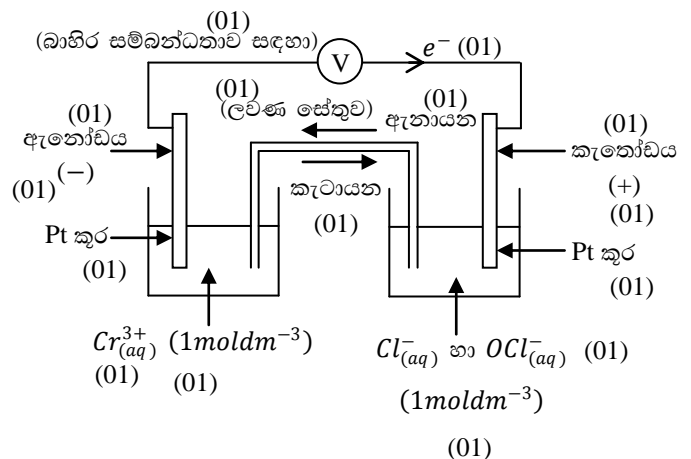 (01)
(බාහිර සම්බන්ධතාව සඳහා)
V
e⁻ (01)
(01)
(ලවණ සේතුව)
(01)
ඇනායන
(01)
ඇනෝඩය
(−)
(01)
(01)
කැතෝඩය
(+)
(01)
කැටායන
(01)
Pt කූර
(01)
Pt කූර
(01)
Cr³⁺(aq) (1moldm⁻³)
(01) (01)
Cl⁻(aq) හා OCl⁻(aq) (01)
(1moldm⁻³)
(01)